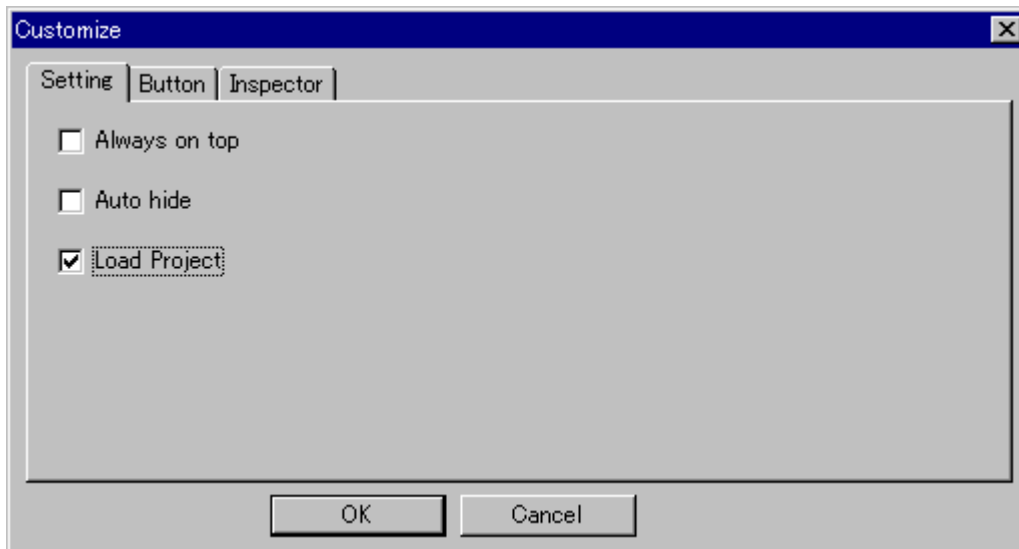 Customize
Setting Button Inspector
Always on top
Auto hide
Load Project
OK Cancel